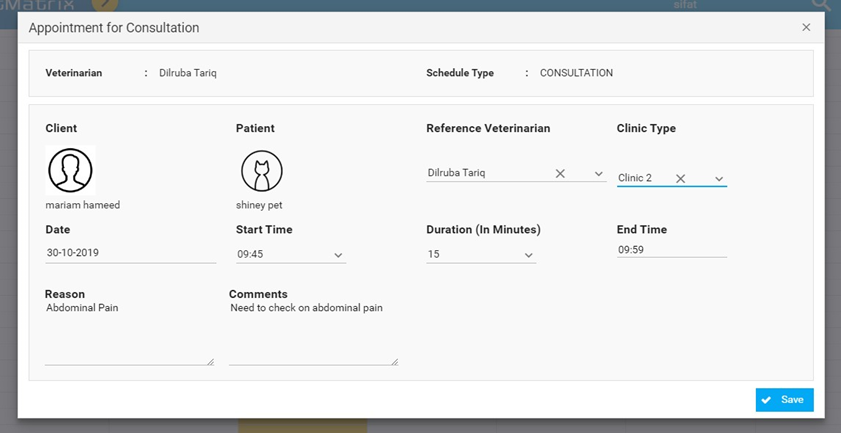 sifat
Appointment for Consultation
Veterinarian : Dilruba Tariq
Schedule Type : CONSULTATION
Client Patient Reference Veterinarian Clinic Type
Dilruba Tariq Clinic 2
mariam hameed shiney pet
Date Start Time Duration (In Minutes) End Time
30-10-2019 09:45 15 09:59
Reason Comments
Abdominal Pain Need to check on abdominal pain
Save